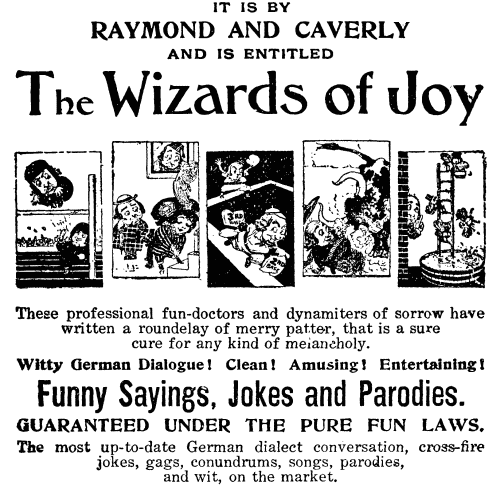 IT IS BY
RAYMOND AND CAVERLY
AND IS ENTITLED
The Wizards of Joy
These professional fun-doctors and dynamiters of sorrow have
written a roundelay of merry patter, that is a sure
cure for any kind of melancholy.
Witty German Dialogue! Clean! Amusing! Entertaining!
Funny Sayings, Jokes and Parodies.
GUARANTEED UNDER THE PURE FUN LAWS.
The most up-to-date German dialect conversation, cross-fire
jokes, gags, conundrums, songs, parodies,
and wit, on the market.